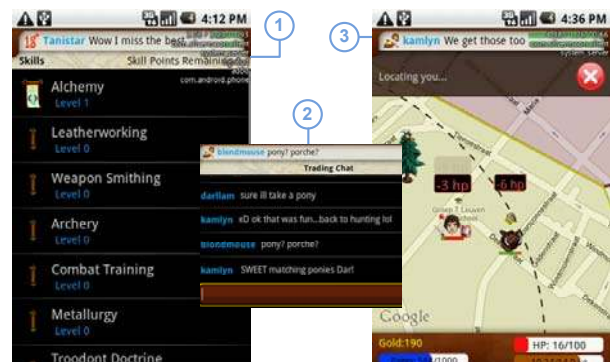 4:12 PM
Tanistar Wow I miss the best
Skills
Skill Points Remaining
com.android.phone
Alchemy
Level 1
Leatherworking
Level 0
Weapon Smithing
Level 0
Archery
Level 0
Combat Training
Level 0
Metallurgy
Level 0
Troodont Doctrine
1
2
blondmouse pony? porche?
Trading Chat
darllam sure ill take a pony
kamlyn xD ok that was fun...back to hunting lol
blondmouse pony? porche?
kamlyn SWEET matching ponies Dar!
3
4:36 PM
kamlyn We get those too
system_server
Locating you...
-3 hp
-6 hp
Google
Gold:190
HP: 16/100